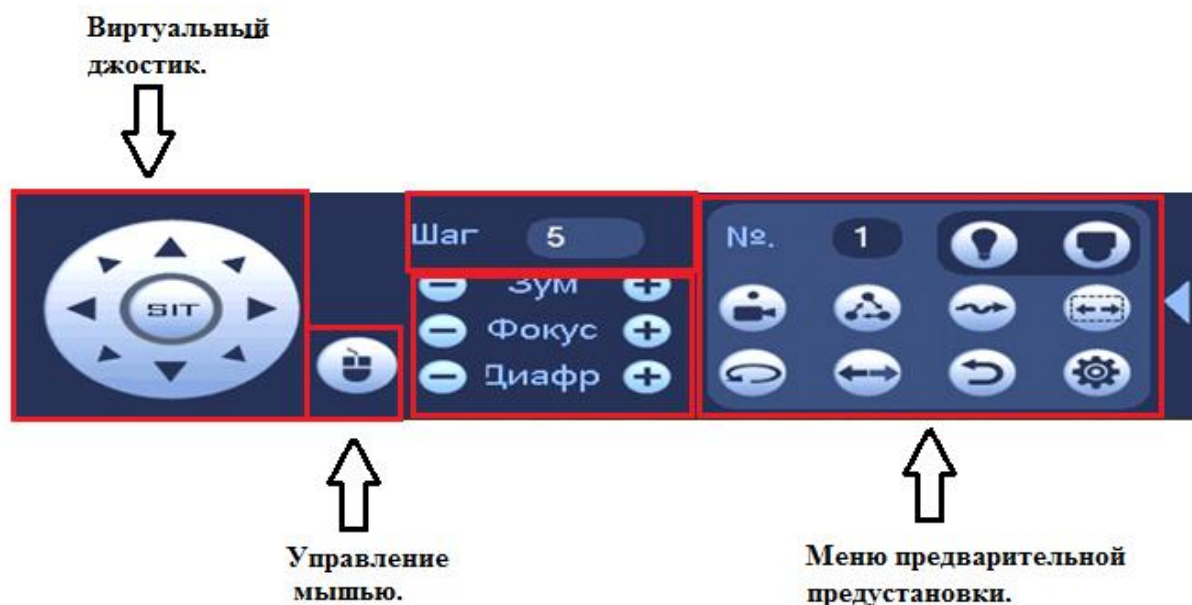 Виртуальный
джостик.
Шаг 5
Зум
Фокус
Диафр
№. 1
SIT
Управление
мышью.
Меню предварительной
предустановки.